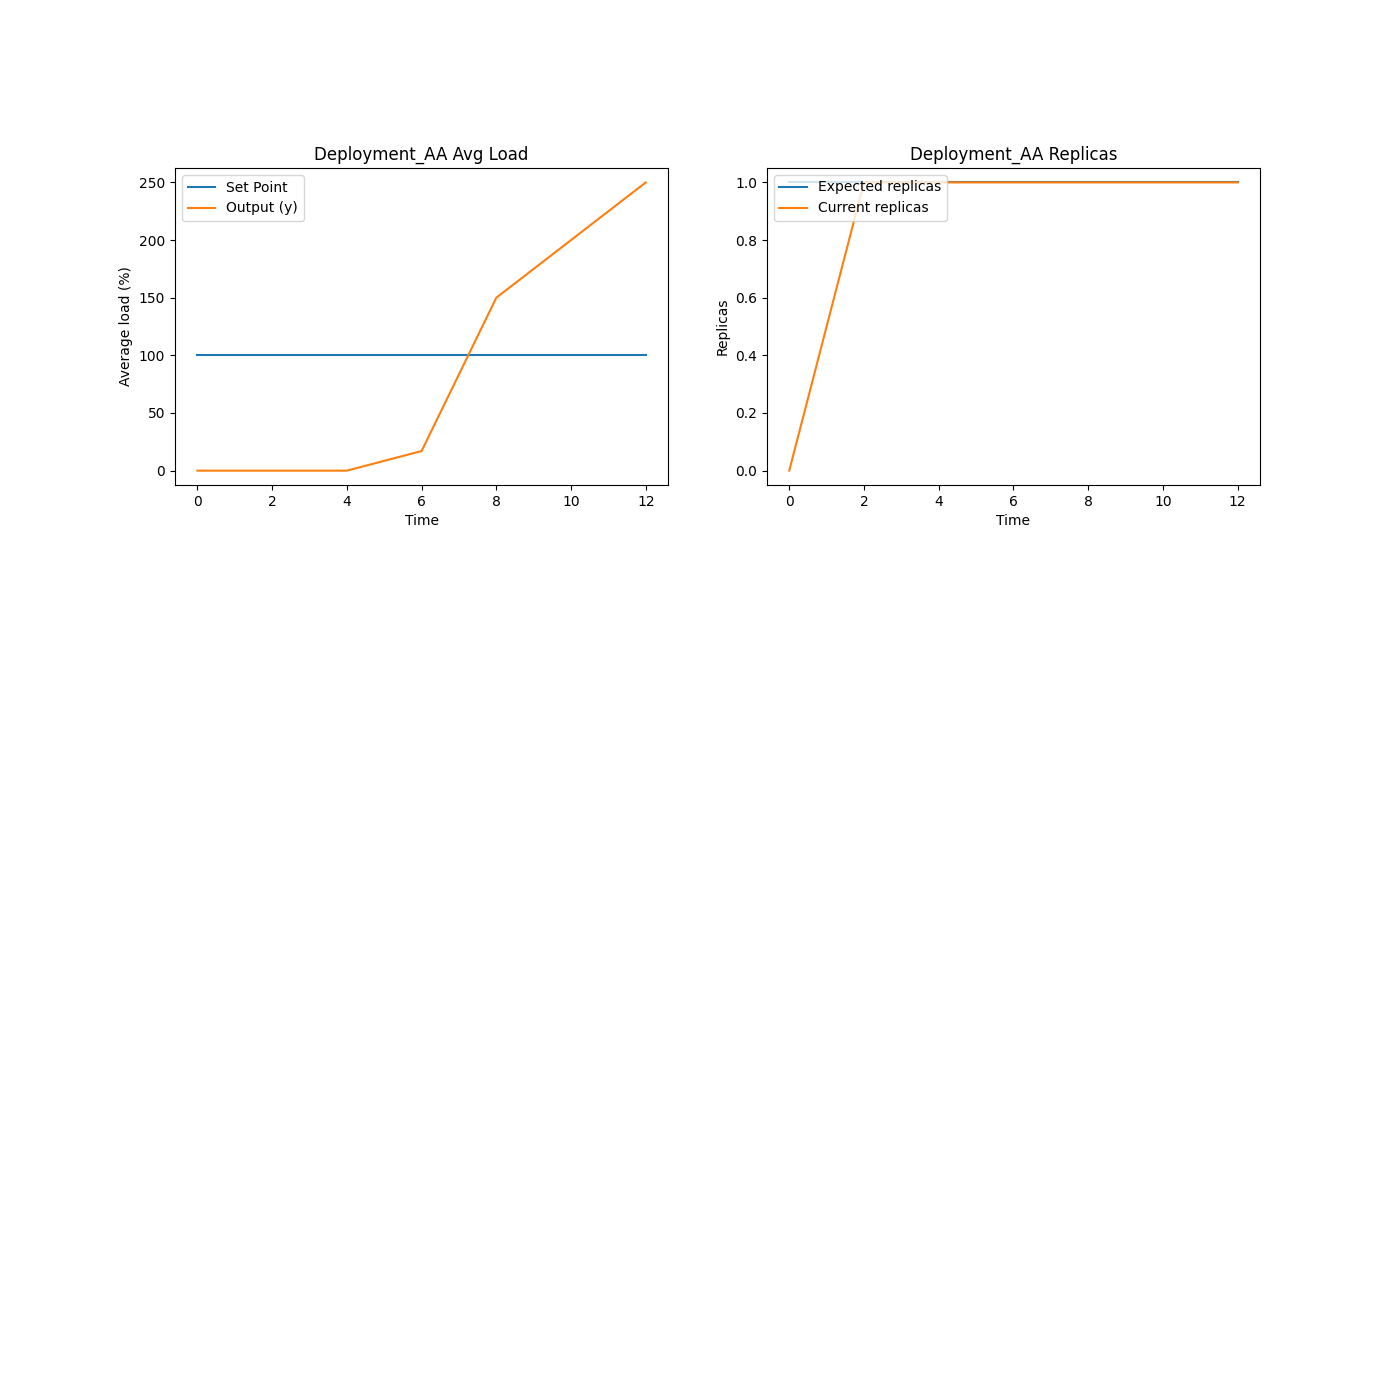 Deployment_AA Avg Load
Set Point
Output (y)
250
200
150
100
50
0
Average load (%)
0 2 4 6 8 10 12
Time
Deployment_AA Replicas
Expected replicas
Current replicas
1.0
0.8
0.6
0.4
0.2
0.0
Replicas
0 2 4 6 8 10 12
Time